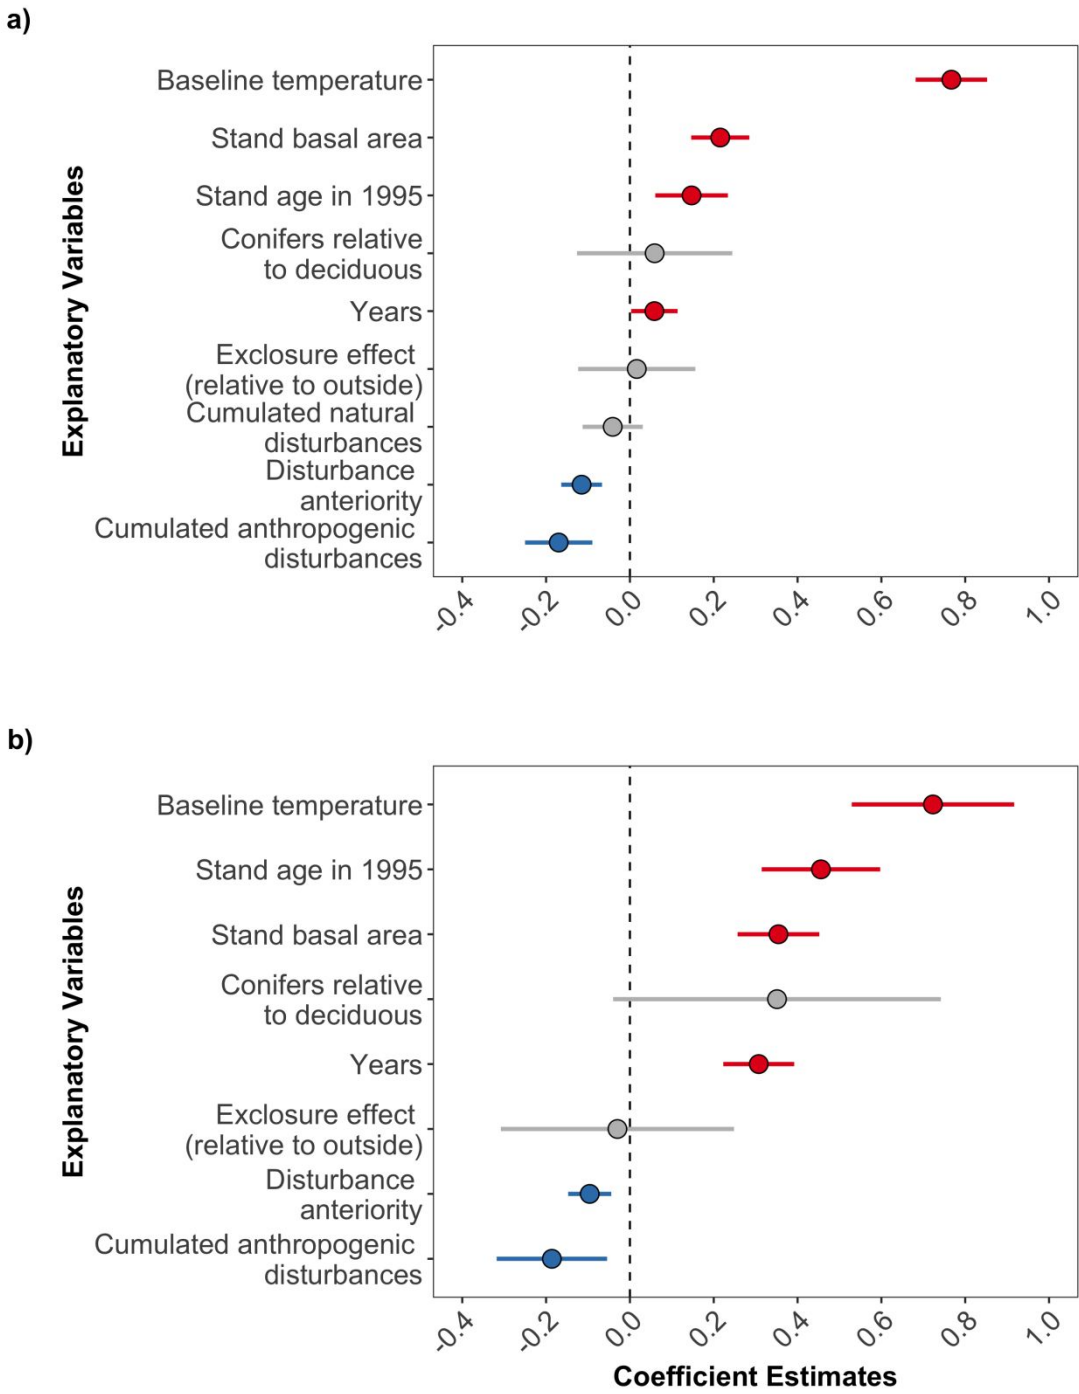 a)
Explanatory Variables
Baseline temperature
Stand basal area
Stand age in 1995
Conifers relative
to deciduous
Years
Exclosure effect
(relative to outside)
Cumulated natural
disturbances
Disturbance
anteriority
Cumulated anthropogenic
disturbances
-0.4 -0.2 0.0 0.2 0.4 0.6 0.8 1.0
b)
Explanatory Variables
Baseline temperature
Stand age in 1995
Stand basal area
Conifers relative
to deciduous
Years
Exclosure effect
(relative to outside)
Disturbance
anteriority
Cumulated anthropogenic
disturbances
-0.4 -0.2 0.0 0.2 0.4 0.6 0.8 1.0
Coefficient Estimates